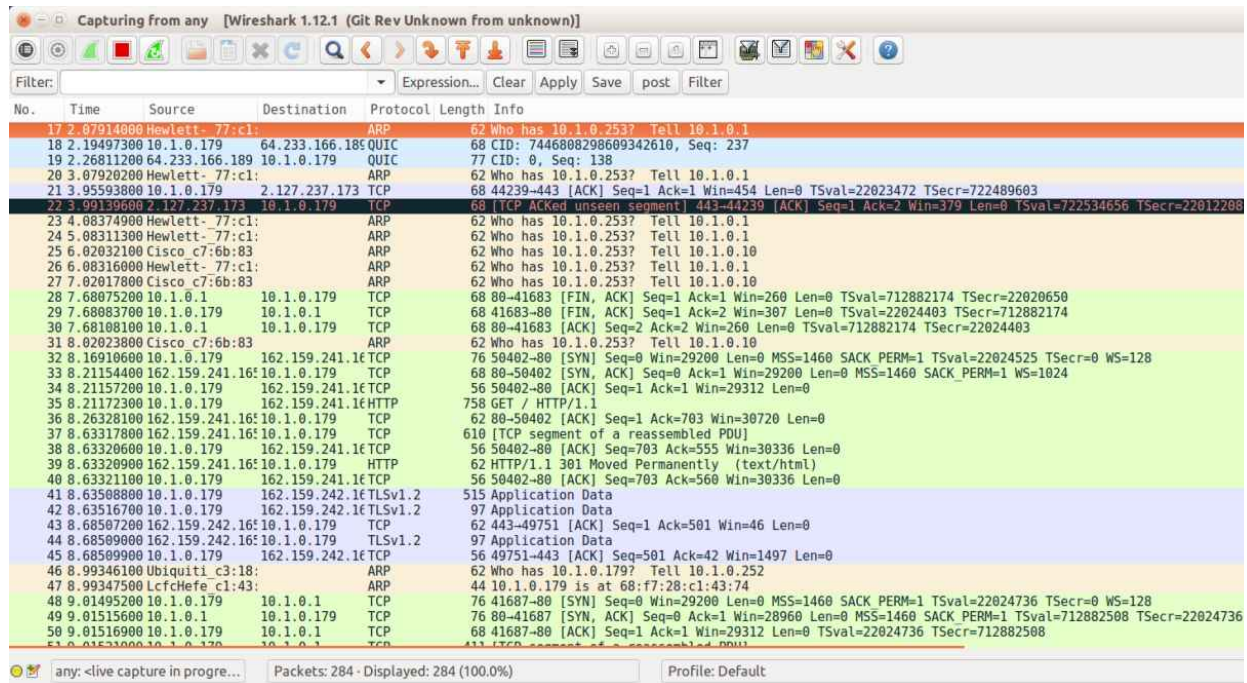 Capturing from any [Wireshark 1.12.1 (Git Rev Unknown from unknown)]
Filter: Expression... Clear Apply Save post Filter
No. Time Source Destination Protocol Length Info
17 2.07914000 Hewlett-_77:c1: ARP 62 Who has 10.1.0.253? Tell 10.1.0.1
18 2.19497300 10.1.0.179 64.233.166.189 QUIC 68 CID: 7446808298609342610, Seq: 237
19 2.26811200 64.233.166.189 10.1.0.179 QUIC 77 CID: 0, Seq: 138
20 3.07920200 Hewlett-_77:c1: ARP 62 Who has 10.1.0.253? Tell 10.1.0.1
21 3.95593800 10.1.0.179 2.127.237.173 TCP 68 44239→443 [ACK] Seq=1 Ack=1 Win=454 Len=0 TSval=22023472 TSecr=722489603
22 3.99139600 2.127.237.173 10.1.0.179 TCP 68 [TCP ACKed unseen segment] 443→44239 [ACK] Seq=1 Ack=2 Win=379 Len=0 TSval=722534656 TSecr=22012208
23 4.08374900 Hewlett-_77:c1: ARP 62 Who has 10.1.0.253? Tell 10.1.0.1
24 5.08311300 Hewlett-_77:c1: ARP 62 Who has 10.1.0.253? Tell 10.1.0.1
25 6.02032100 Cisco_c7:6b:83 ARP 62 Who has 10.1.0.253? Tell 10.1.0.10
26 6.08316000 Hewlett-_77:c1: ARP 62 Who has 10.1.0.253? Tell 10.1.0.1
27 7.02017800 Cisco_c7:6b:83 ARP 62 Who has 10.1.0.253? Tell 10.1.0.10
28 7.68075200 10.1.0.1 10.1.0.179 TCP 68 80→41683 [FIN, ACK] Seq=1 Ack=1 Win=260 Len=0 TSval=712882174 TSecr=22020650
29 7.68083700 10.1.0.179 10.1.0.1 TCP 68 41683→80 [FIN, ACK] Seq=1 Ack=2 Win=307 Len=0 TSval=22024403 TSecr=712882174
30 7.68108100 10.1.0.1 10.1.0.179 TCP 68 80→41683 [ACK] Seq=2 Ack=2 Win=260 Len=0 TSval=712882174 TSecr=22024403
31 8.02023800 Cisco_c7:6b:83 ARP 62 Who has 10.1.0.253? Tell 10.1.0.10
32 8.16910600 10.1.0.179 162.159.241.16 TCP 76 50402→80 [SYN] Seq=0 Win=29200 Len=0 MSS=1460 SACK_PERM=1 TSval=22024525 TSecr=0 WS=128
33 8.21154400 162.159.241.165 10.1.0.179 TCP 68 80→50402 [SYN, ACK] Seq=0 Ack=1 Win=29200 Len=0 MSS=1460 SACK_PERM=1 WS=1024
34 8.21157200 10.1.0.179 162.159.241.16 TCP 56 50402→80 [ACK] Seq=1 Ack=1 Win=29312 Len=0
35 8.21172300 10.1.0.179 162.159.241.16 HTTP 758 GET / HTTP/1.1
36 8.26328100 162.159.241.165 10.1.0.179 TCP 62 80→50402 [ACK] Seq=1 Ack=703 Win=30720 Len=0
37 8.63317800 162.159.241.165 10.1.0.179 TCP 610 [TCP segment of a reassembled PDU]
38 8.63320600 10.1.0.179 162.159.241.16 TCP 56 50402→80 [ACK] Seq=703 Ack=555 Win=30336 Len=0
39 8.63320900 162.159.241.165 10.1.0.179 HTTP 62 HTTP/1.1 301 Moved Permanently (text/html)
40 8.63321100 10.1.0.179 162.159.241.16 TCP 56 50402→80 [ACK] Seq=703 Ack=560 Win=30336 Len=0
41 8.63508800 10.1.0.179 162.159.242.16 TLSv1.2 515 Application Data
42 8.63516700 10.1.0.179 162.159.242.16 TLSv1.2 97 Application Data
43 8.68507200 162.159.242.165 10.1.0.179 TCP 62 443→49751 [ACK] Seq=1 Ack=501 Win=46 Len=0
44 8.68509000 162.159.242.165 10.1.0.179 TLSv1.2 97 Application Data
45 8.68509900 10.1.0.179 162.159.242.16 TCP 56 49751→443 [ACK] Seq=501 Ack=42 Win=1497 Len=0
46 8.99346100 Ubiquiti_c3:18: ARP 62 Who has 10.1.0.179? Tell 10.1.0.252
47 8.99347500 LcfcHefe_c1:43: ARP 44 10.1.0.179 is at 68:f7:28:c1:43:74
48 9.01495200 10.1.0.179 10.1.0.1 TCP 76 41687→80 [SYN] Seq=0 Win=29200 Len=0 MSS=1460 SACK_PERM=1 TSval=22024736 TSecr=0 WS=128
49 9.01515600 10.1.0.1 10.1.0.179 TCP 76 80→41687 [SYN, ACK] Seq=0 Ack=1 Win=28960 Len=0 MSS=1460 SACK_PERM=1 TSval=712882508 TSecr=22024736
50 9.01516900 10.1.0.179 10.1.0.1 TCP 68 41687→80 [ACK] Seq=1 Ack=1 Win=29312 Len=0 TSval=22024736 TSecr=712882508
any: <live capture in progre... Packets: 284 · Displayed: 284 (100.0%) Profile: Default